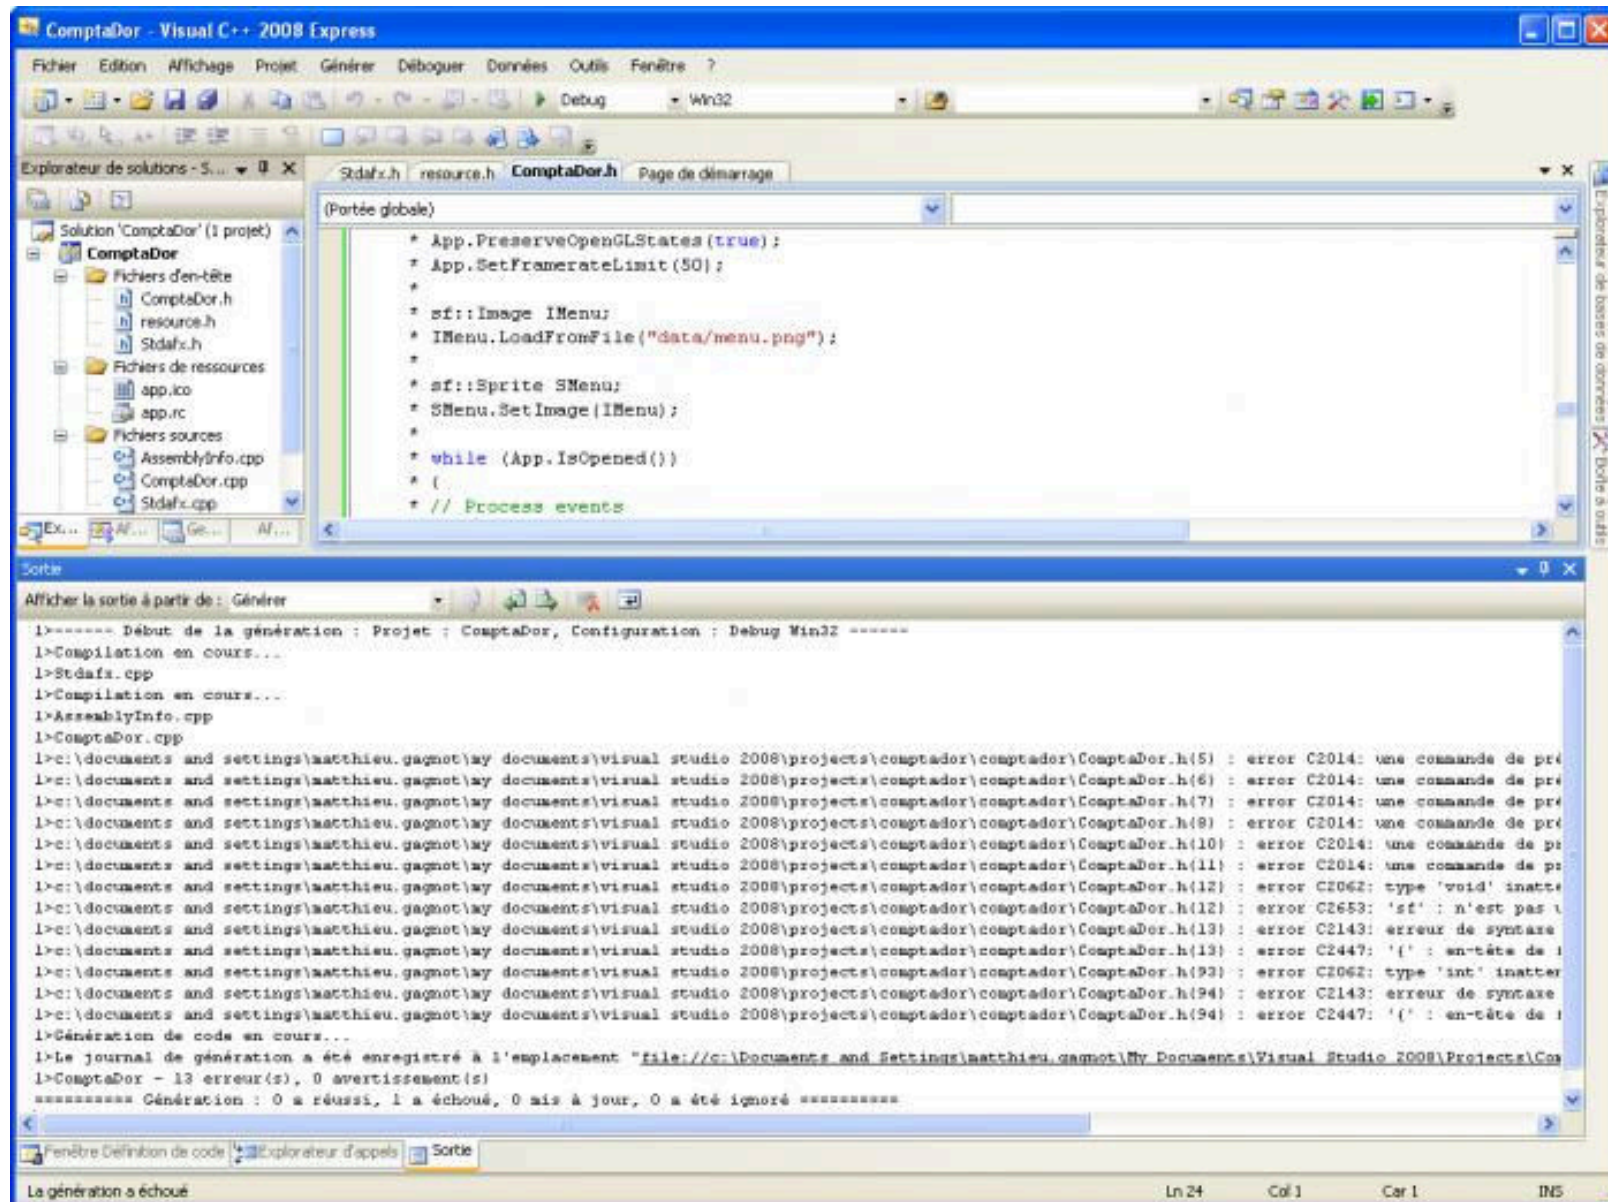 ComptaDor - Visual C++ 2008 Express
Fichier Edition Affichage Projet Générer Déboguer Données Outils Fenêtre ?
Debug Win32
Explorateur de solutions - S...
Stdafx.h resource.h ComptaDor.h Page de démarrage
(Portée globale)
Solution 'ComptaDor' (1 projet)
ComptaDor
Fichiers d'en-tête
ComptaDor.h
resource.h
Stdafx.h
Fichiers de ressources
app.ico
app.rc
Fichiers sources
AssemblyInfo.cpp
ComptaDor.cpp
Stdafx.cpp
Ex... Af... Ge... Af...
* App.PreserveOpenGLStates(true);
* App.SetFramerateLimit(50);
*
* sf::Image IMenu;
* IMenu.LoadFromFile("data/menu.png");
*
* sf::Sprite SMenu;
* SMenu.SetImage(IMenu);
*
* while (App.IsOpened())
* {
* // Process events
Explorateur de bases de données
Boîte à outils
Sortie
Afficher la sortie à partir de : Générer
1>------ Début de la génération : Projet : ComptaDor, Configuration : Debug Win32 ------
1>Compilation en cours...
1>Stdafx.cpp
1>Compilation en cours...
1>AssemblyInfo.cpp
1>ComptaDor.cpp
1>c:\documents and settings\matthieu.gagnot\my documents\visual studio 2008\projects\comptador\comptador\ComptaDor.h(5) : error C2014: une commande de pré
1>c:\documents and settings\matthieu.gagnot\my documents\visual studio 2008\projects\comptador\comptador\ComptaDor.h(6) : error C2014: une commande de pré
1>c:\documents and settings\matthieu.gagnot\my documents\visual studio 2008\projects\comptador\comptador\ComptaDor.h(7) : error C2014: une commande de pré
1>c:\documents and settings\matthieu.gagnot\my documents\visual studio 2008\projects\comptador\comptador\ComptaDor.h(8) : error C2014: une commande de pré
1>c:\documents and settings\matthieu.gagnot\my documents\visual studio 2008\projects\comptador\comptador\ComptaDor.h(10) : error C2014: une commande de pr
1>c:\documents and settings\matthieu.gagnot\my documents\visual studio 2008\projects\comptador\comptador\ComptaDor.h(11) : error C2014: une commande de pr
1>c:\documents and settings\matthieu.gagnot\my documents\visual studio 2008\projects\comptador\comptador\ComptaDor.h(12) : error C2062: type 'void' inatte
1>c:\documents and settings\matthieu.gagnot\my documents\visual studio 2008\projects\comptador\comptador\ComptaDor.h(12) : error C2653: 'sf' : n'est pas u
1>c:\documents and settings\matthieu.gagnot\my documents\visual studio 2008\projects\comptador\comptador\ComptaDor.h(13) : error C2143: erreur de syntaxe
1>c:\documents and settings\matthieu.gagnot\my documents\visual studio 2008\projects\comptador\comptador\ComptaDor.h(13) : error C2447: '{' : en-tête de f
1>c:\documents and settings\matthieu.gagnot\my documents\visual studio 2008\projects\comptador\comptador\ComptaDor.h(93) : error C2062: type 'int' inatten
1>c:\documents and settings\matthieu.gagnot\my documents\visual studio 2008\projects\comptador\comptador\ComptaDor.h(94) : error C2143: erreur de syntaxe
1>c:\documents and settings\matthieu.gagnot\my documents\visual studio 2008\projects\comptador\comptador\ComptaDor.h(94) : error C2447: '{' : en-tête de f
1>Génération de code en cours...
1>Le journal de génération a été enregistré à l'emplacement "file://c:\Documents and Settings\matthieu.gagnot\My Documents\Visual Studio 2008\Projects\Com
1>ComptaDor - 13 erreur(s), 0 avertissement(s)
========== Génération : 0 a réussi, 1 a échoué, 0 mis à jour, 0 a été ignoré ==========
Fenêtre Définition de code Explorateur d'appels Sortie
La génération a échoué Ln 24 Col 1 Car 1 INS